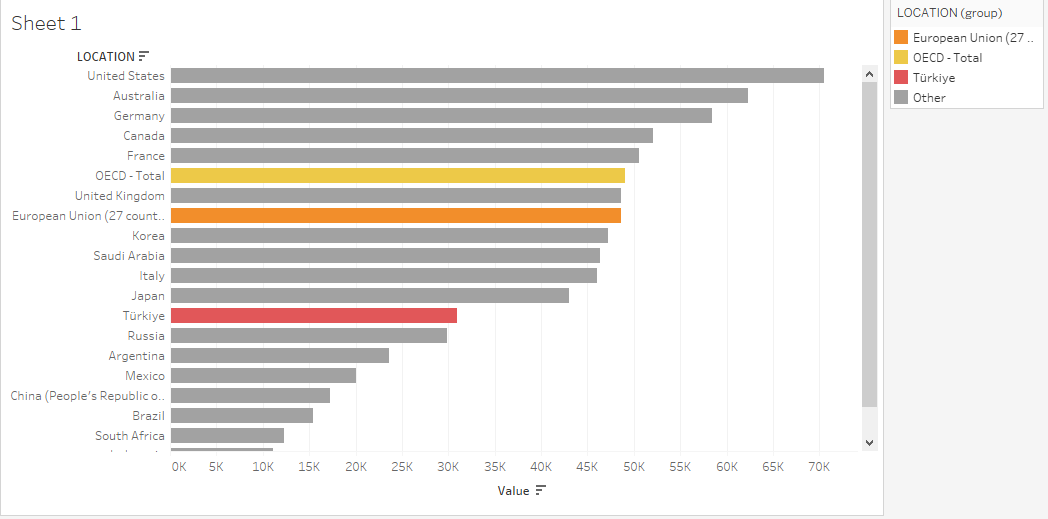 Sheet 1
LOCATION
United States
Australia
Germany
Canada
France
OECD - Total
United Kingdom
European Union (27 count..
Korea
Saudi Arabia
Italy
Japan
Türkiye
Russia
Argentina
Mexico
China (People's Republic o..
Brazil
South Africa
0K 5K 10K 15K 20K 25K 30K 35K 40K 45K 50K 55K 60K 65K 70K
Value
LOCATION (group)
European Union (27 ..
OECD - Total
Türkiye
Other